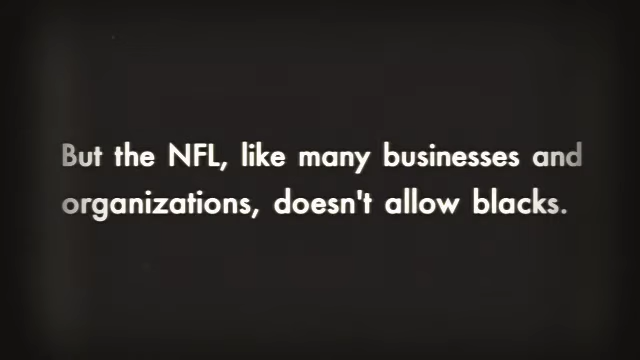 But the NFL, like many businesses and
organizations, doesn't allow blacks.